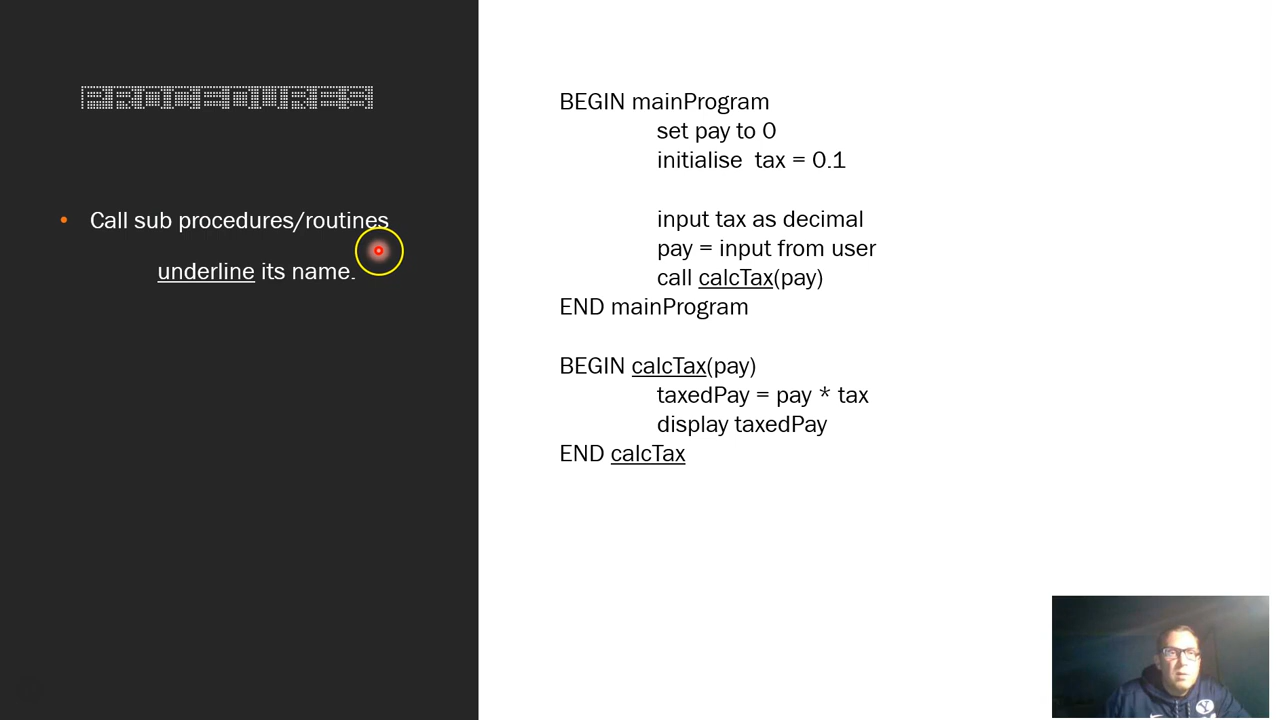 PROCEDURES
• Call sub procedures/routines
underline its name.
BEGIN mainProgram
set pay to 0
initialise tax = 0.1
input tax as decimal
pay = input from user
call calcTax(pay)
END mainProgram
BEGIN calcTax(pay)
taxedPay = pay * tax
display taxedPay
END calcTax
Y